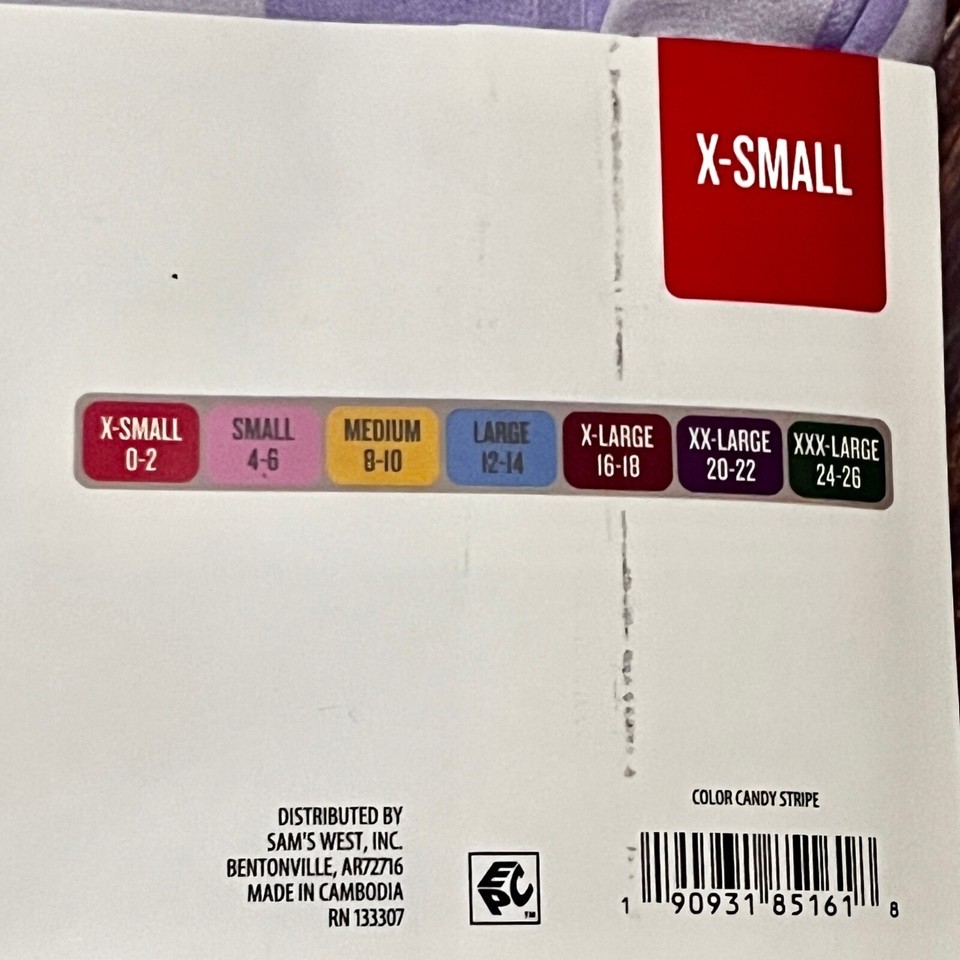 X-SMALL
X-SMALL SMALL MEDIUM LARGE X-LARGE XX-LARGE XXX-LARGE
0-2 4-6 8-10 12-14 16-18 20-22 24-26
COLOR CANDY STRIPE
DISTRIBUTED BY
SAM'S WEST, INC.
BENTONVILLE, AR72716
MADE IN CAMBODIA
RN 133307
EPC
TM
1 90931 85161 8